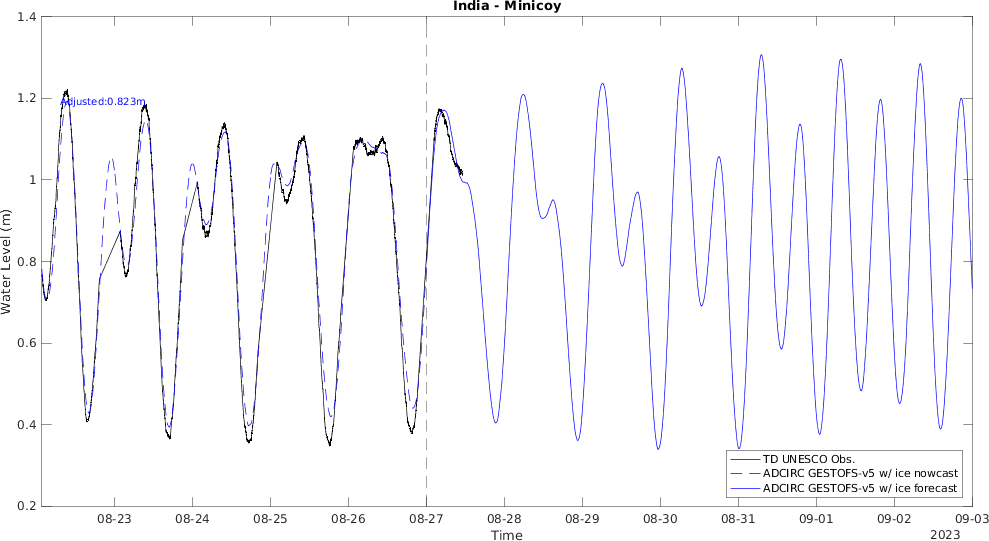 India - Minicoy
1.4
1.2
1
0.8
0.6
0.4
0.2
Water Level (m)
Adjusted:0.823m
TD UNESCO Obs.
ADCIRC GESTOFS-v5 w/ ice nowcast
ADCIRC GESTOFS-v5 w/ ice forecast
08-23 08-24 08-25 08-26 08-27 08-28 08-29 08-30 08-31 09-01 09-02 09-03
Time
2023